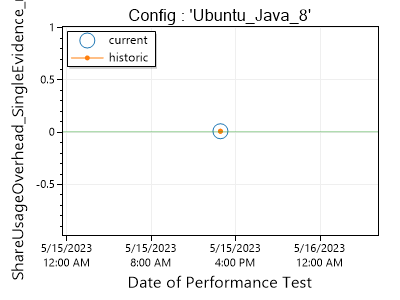 Config : 'Ubuntu_Java_8'
ShareUsageOverhead_SingleEvidence_
1
0.5
0
-0.5
current
historic
5/15/2023 5/15/2023 5/15/2023 5/16/2023
12:00 AM 8:00 AM 4:00 PM 12:00 AM
Date of Performance Test